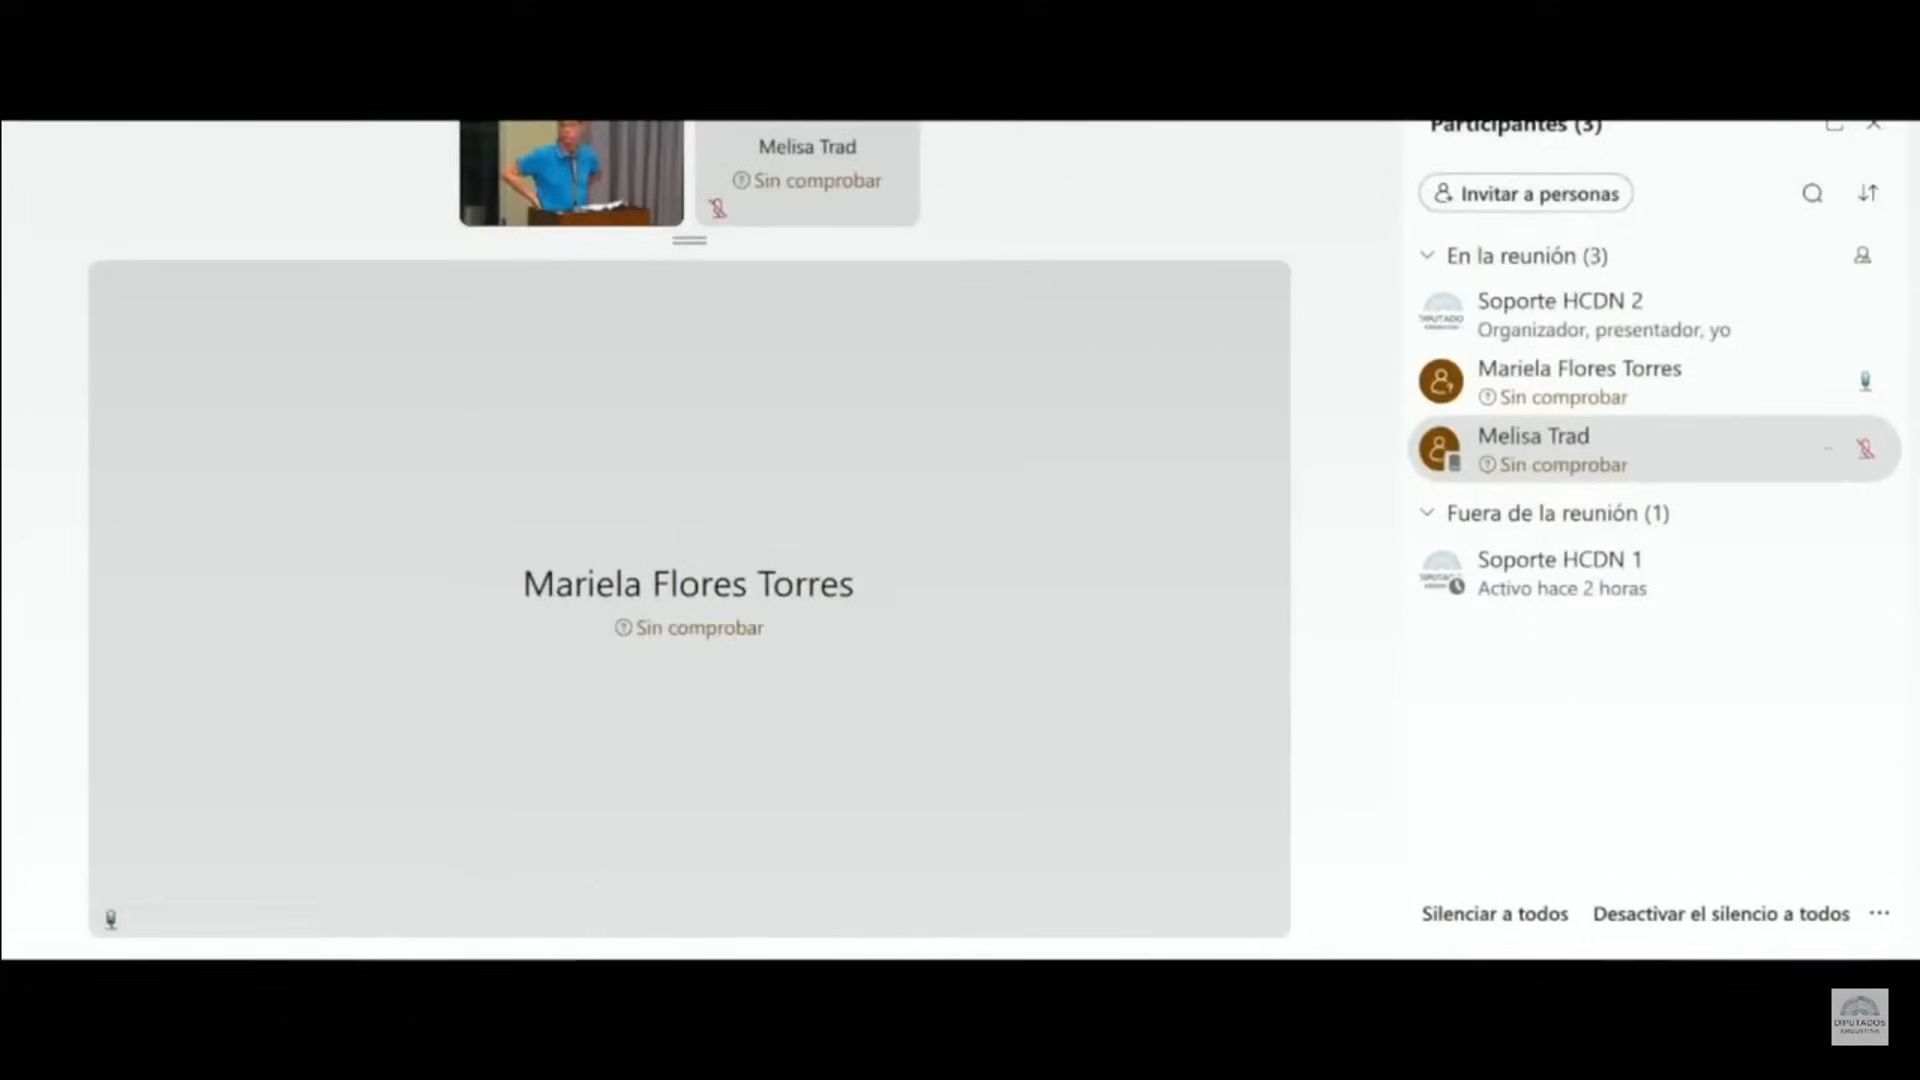 Melisa Trad
Sin comprobar
Mariela Flores Torres
Sin comprobar
Participantes (3)
Invitar a personas
En la reunión (3)
Soporte HCDN 2
Organizador, presentador, yo
Mariela Flores Torres
Sin comprobar
Melisa Trad
Sin comprobar
Fuera de la reunión (1)
Soporte HCDN 1
Activo hace 2 horas
Silenciar a todos Desactivar el silencio a todos
DIPUTADOS
ARGENTINA